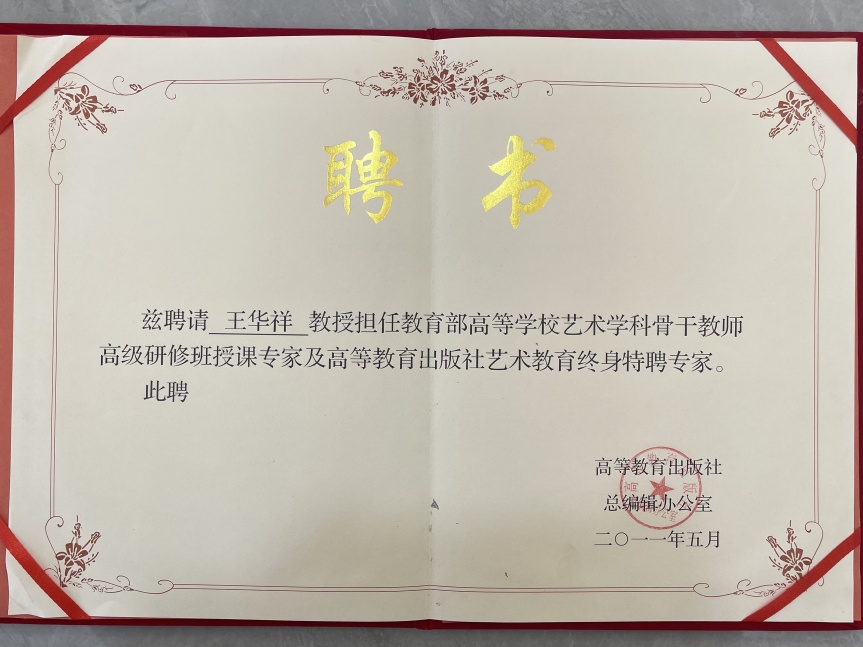 聘书
兹聘请 王华祥 教授担任教育部高等学校艺术学科骨干教师
高级研修班授课专家及高等教育出版社艺术教育终身特聘专家。
此聘
高等教育出版社
总编辑办公室
二〇一一年五月